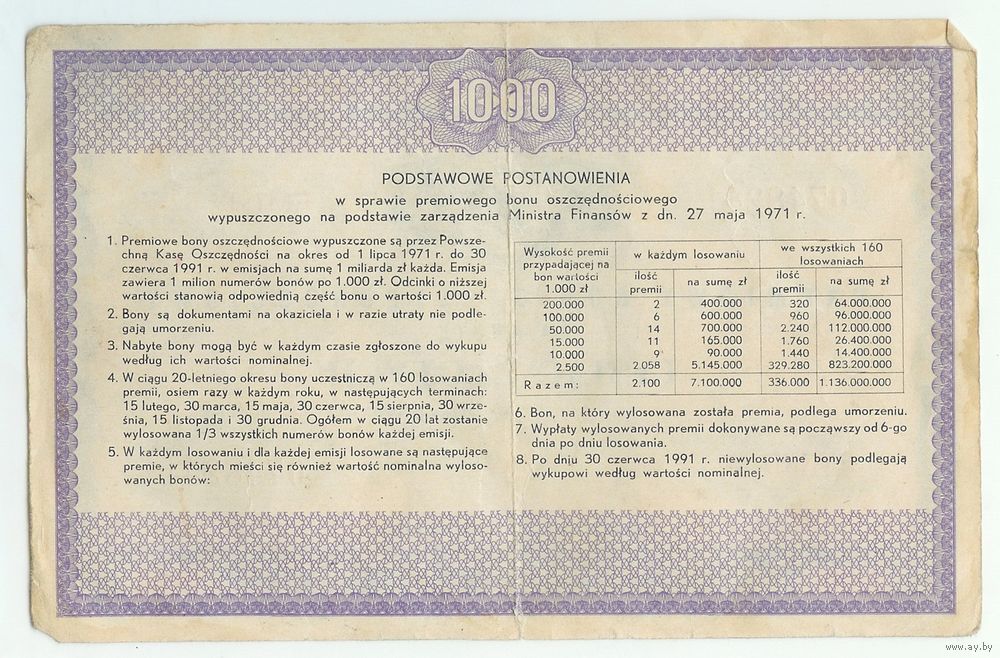 1000
PODSTAWOWE POSTANOWIENIA
w sprawie premiowego bonu oszczędnościowego
wypuszczonego na podstawie zarządzenia Ministra Finansów z dn. 27 maja 1971 r.
1. Premiowe bony oszczędnościowe wypuszczone są przez Powsze-
chną Kasę Oszczędności na okres od 1 lipca 1971 r. do 30
czerwca 1991 r. w emisjach na sumę 1 miliarda zł każda. Emisja
zawiera 1 milion numerów bonów po 1.000 zł. Odcinki o niższej
wartości stanowią odpowiednią część bonu o wartości 1.000 zł.
2. Bony są dokumentami na okaziciela i w razie utraty nie podle-
gają umorzeniu.
3. Nabyte bony mogą być w każdym czasie zgłoszone do wykupu
według ich wartości nominalnej.
4. W ciągu 20-letniego okresu bony uczestniczą w 160 losowaniach
premii, osiem razy w każdym roku, w następujących terminach:
15 lutego, 30 marca, 15 maja, 30 czerwca, 15 sierpnia, 30 wrze-
śnia, 15 listopada i 30 grudnia. Ogółem w ciągu 20 lat zostanie
wylosowana 1/3 wszystkich numerów bonów każdej emisji.
5. W każdym losowaniu i dla każdej emisji losowane są następujące
premie, w których mieści się również wartość nominalna wyloso-
wanych bonów:
Wysokość premii przypadającej na bon wartości 1.000 zł
w każdym losowaniu
we wszystkich 160 losowaniach
ilość premii na sumę zł ilość premii na sumę zł
200.000 2 400.000 320 64.000.000
100.000 6 600.000 960 96.000.000
50.000 14 700.000 2.240 112.000.000
15.000 11 165.000 1.760 26.400.000
10.000 9 90.000 1.440 14.400.000
2.500 2.058 5.145.000 329.280 823.200.000
Razem: 2.100 7.100.000 336.000 1.136.000.000
6. Bon, na który wylosowana została premia, podlega umorzeniu.
7. Wypłaty wylosowanych premii dokonywane są począwszy od 6-go
dnia po dniu losowania.
8. Po dniu 30 czerwca 1991 r. niewylosowane bony podlegają
wykupowi według wartości nominalnej.
www.ay.by